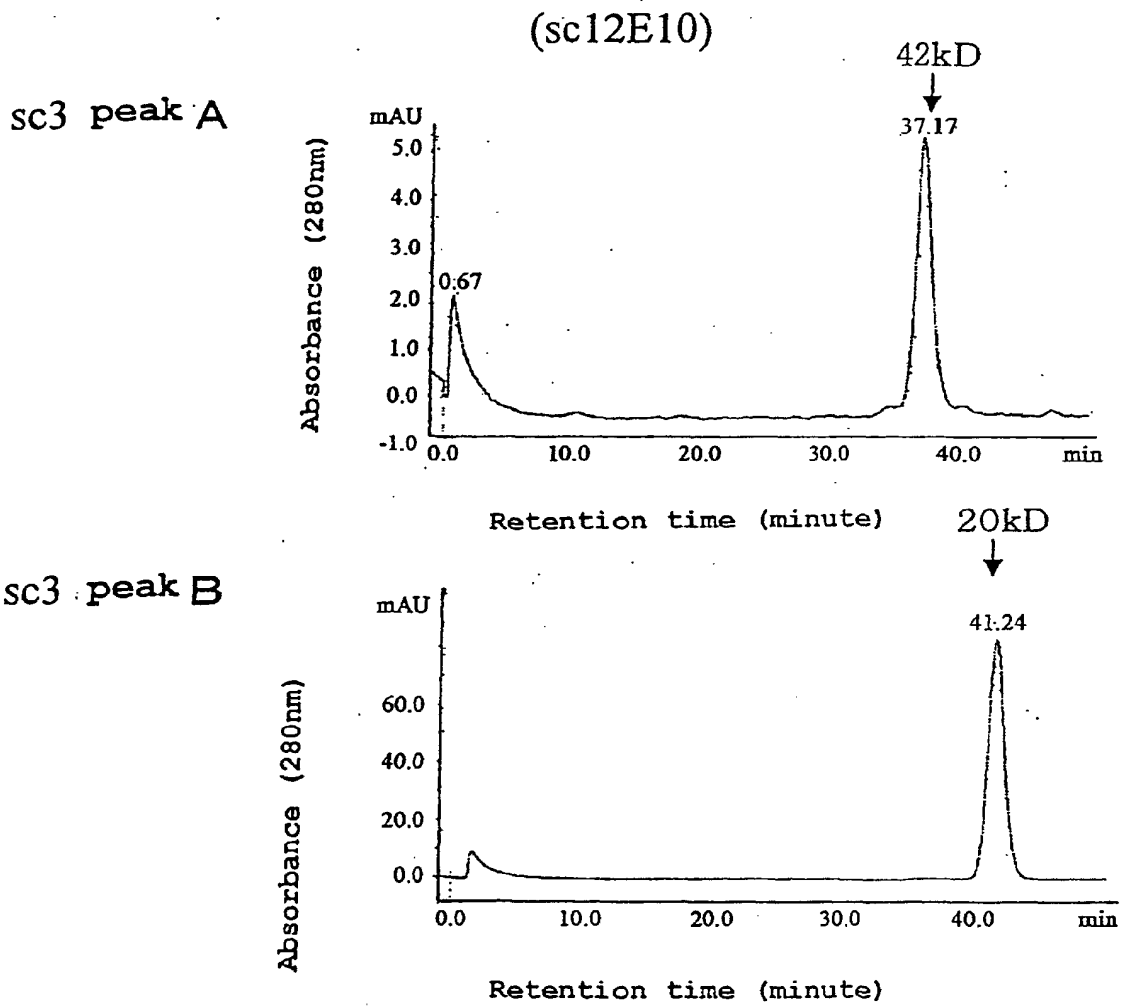 (sc12E10)
42kD
sc3 peak A
mAU
37.17
5.0
4.0
3.0
0.67
2.0
1.0
0.0
-1.0
Absorbance (280nm)
0.0 10.0 20.0 30.0 40.0 min
Retention time (minute)
20kD
sc3 peak B
mAU
41.24
60.0
40.0
20.0
0.0
Absorbance (280nm)
0.0 10.0 20.0 30.0 40.0 min
Retention time (minute)